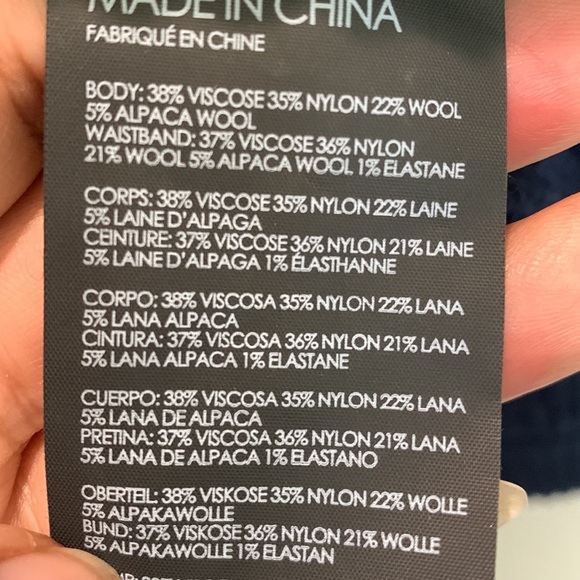 MADE IN CHINA
FABRIQUÉ EN CHINE
BODY: 38% VISCOSE 35% NYLON 22% WOOL
5% ALPACA WOOL
WAISTBAND: 37% VISCOSE 36% NYLON
21% WOOL 5% ALPACA WOOL 1% ELASTANE
CORPS: 38% VISCOSE 35% NYLON 22% LAINE
5% LAINE D'ALPAGA
CEINTURE: 37% VISCOSE 36% NYLON 21% LAINE
5% LAINE D'ALPAGA 1% ÉLASTHANNE
CORPO: 38% VISCOSA 35% NYLON 22% LANA
5% LANA ALPACA
CINTURA: 37% VISCOSA 36% NYLON 21% LANA
5% LANA ALPACA 1% ELASTANE
CUERPO: 38% VISCOSA 35% NYLON 22% LANA
5% LANA DE ALPACA
PRETINA: 37% VISCOSA 36% NYLON 21% LANA
5% LANA DE ALPACA 1% ELASTANO
OBERTEIL: 38% VISKOSE 35% NYLON 22% WOLLE
5% ALPAKAWOLLE
BUND: 37% VISKOSE 36% NYLON 21% WOLLE
5% ALPAKAWOLLE 1% ELASTAN